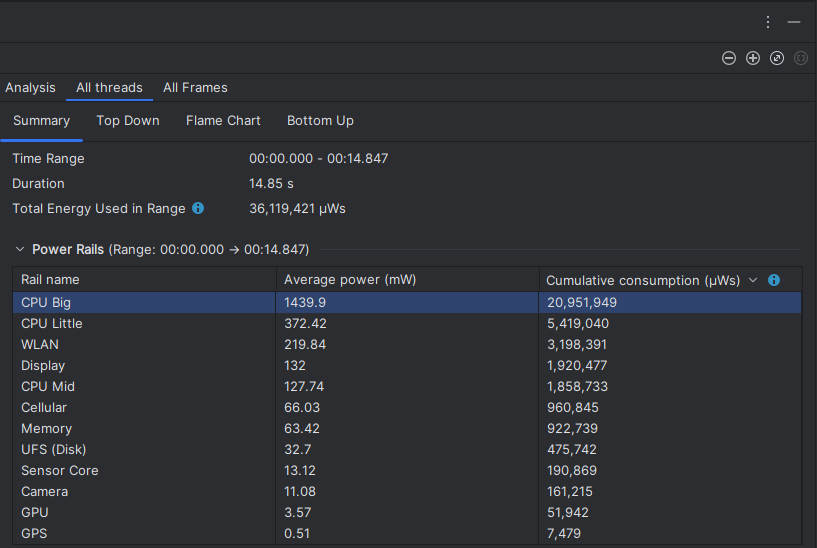 Analysis All threads All Frames
Summary Top Down Flame Chart Bottom Up
Time Range 00:00.000 - 00:14.847
Duration 14.85 s
Total Energy Used in Range 36,119,421 µWs
Power Rails (Range: 00:00.000 → 00:14.847)
Rail name Average power (mW) Cumulative consumption (µWs)
CPU Big 1439.9 20,951,949
CPU Little 372.42 5,419,040
WLAN 219.84 3,198,391
Display 132 1,920,477
CPU Mid 127.74 1,858,733
Cellular 66.03 960,845
Memory 63.42 922,739
UFS (Disk) 32.7 475,742
Sensor Core 13.12 190,869
Camera 11.08 161,215
GPU 3.57 51,942
GPS 0.51 7,479